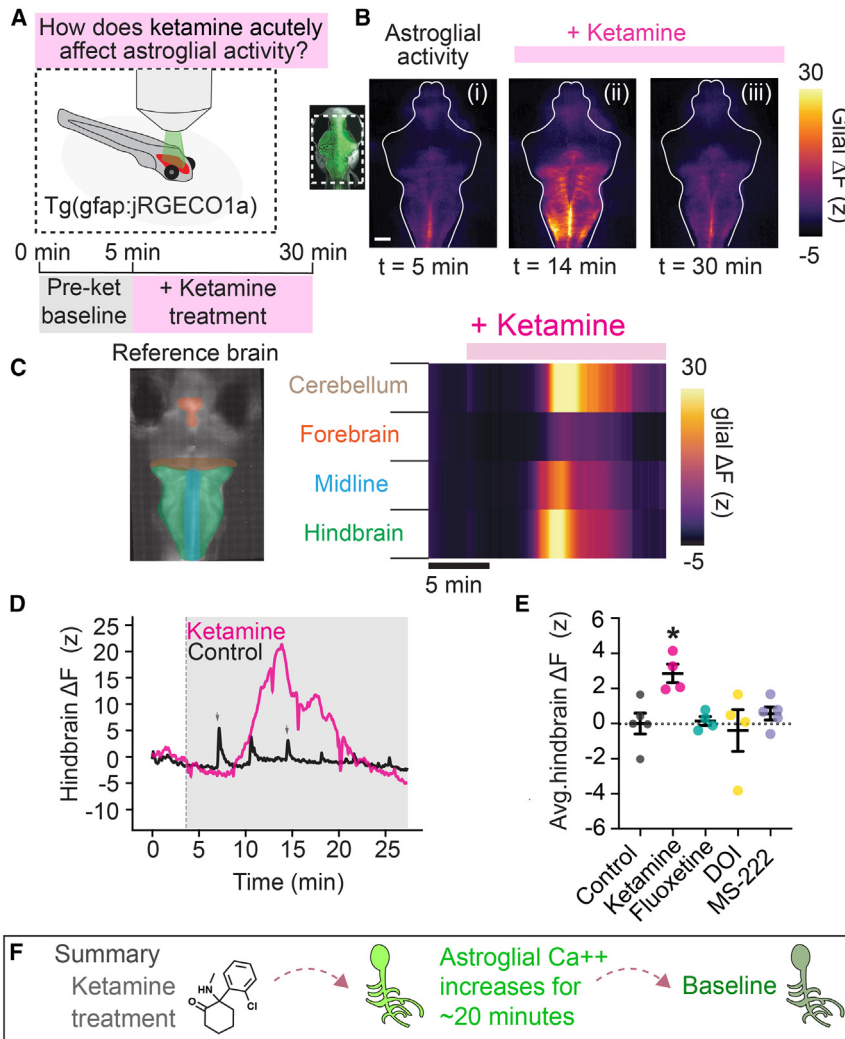 A
How does ketamine acutely
affect astroglial activity?
Tg(gfap:jRGECO1a)
0 min
5 min
30 min
Pre-ket
baseline
+ Ketamine
treatment
B
Astroglial
activity
+ Ketamine
(i)
(ii)
(iii)
t = 5 min
t = 14 min
t = 30 min
30
Glial ΔF (z)
-5
C
Reference brain
+ Ketamine
Cerebellum
Forebrain
Midline
Hindbrain
5 min
30
glial ΔF (z)
-5
D
Hindbrain ΔF (z)
25
20
15
10
5
0
-5
-10
Ketamine
Control
0
5
10
15
20
25
Time (min)
E
Avg.hindbrain ΔF (z)
6
4
2
0
-2
-4
-6
*
Control
Ketamine
Fluoxetine
DOI
MS-222
F
Summary
Ketamine
treatment
HN
O
Cl
Astroglial Ca++
increases for
~20 minutes
Baseline